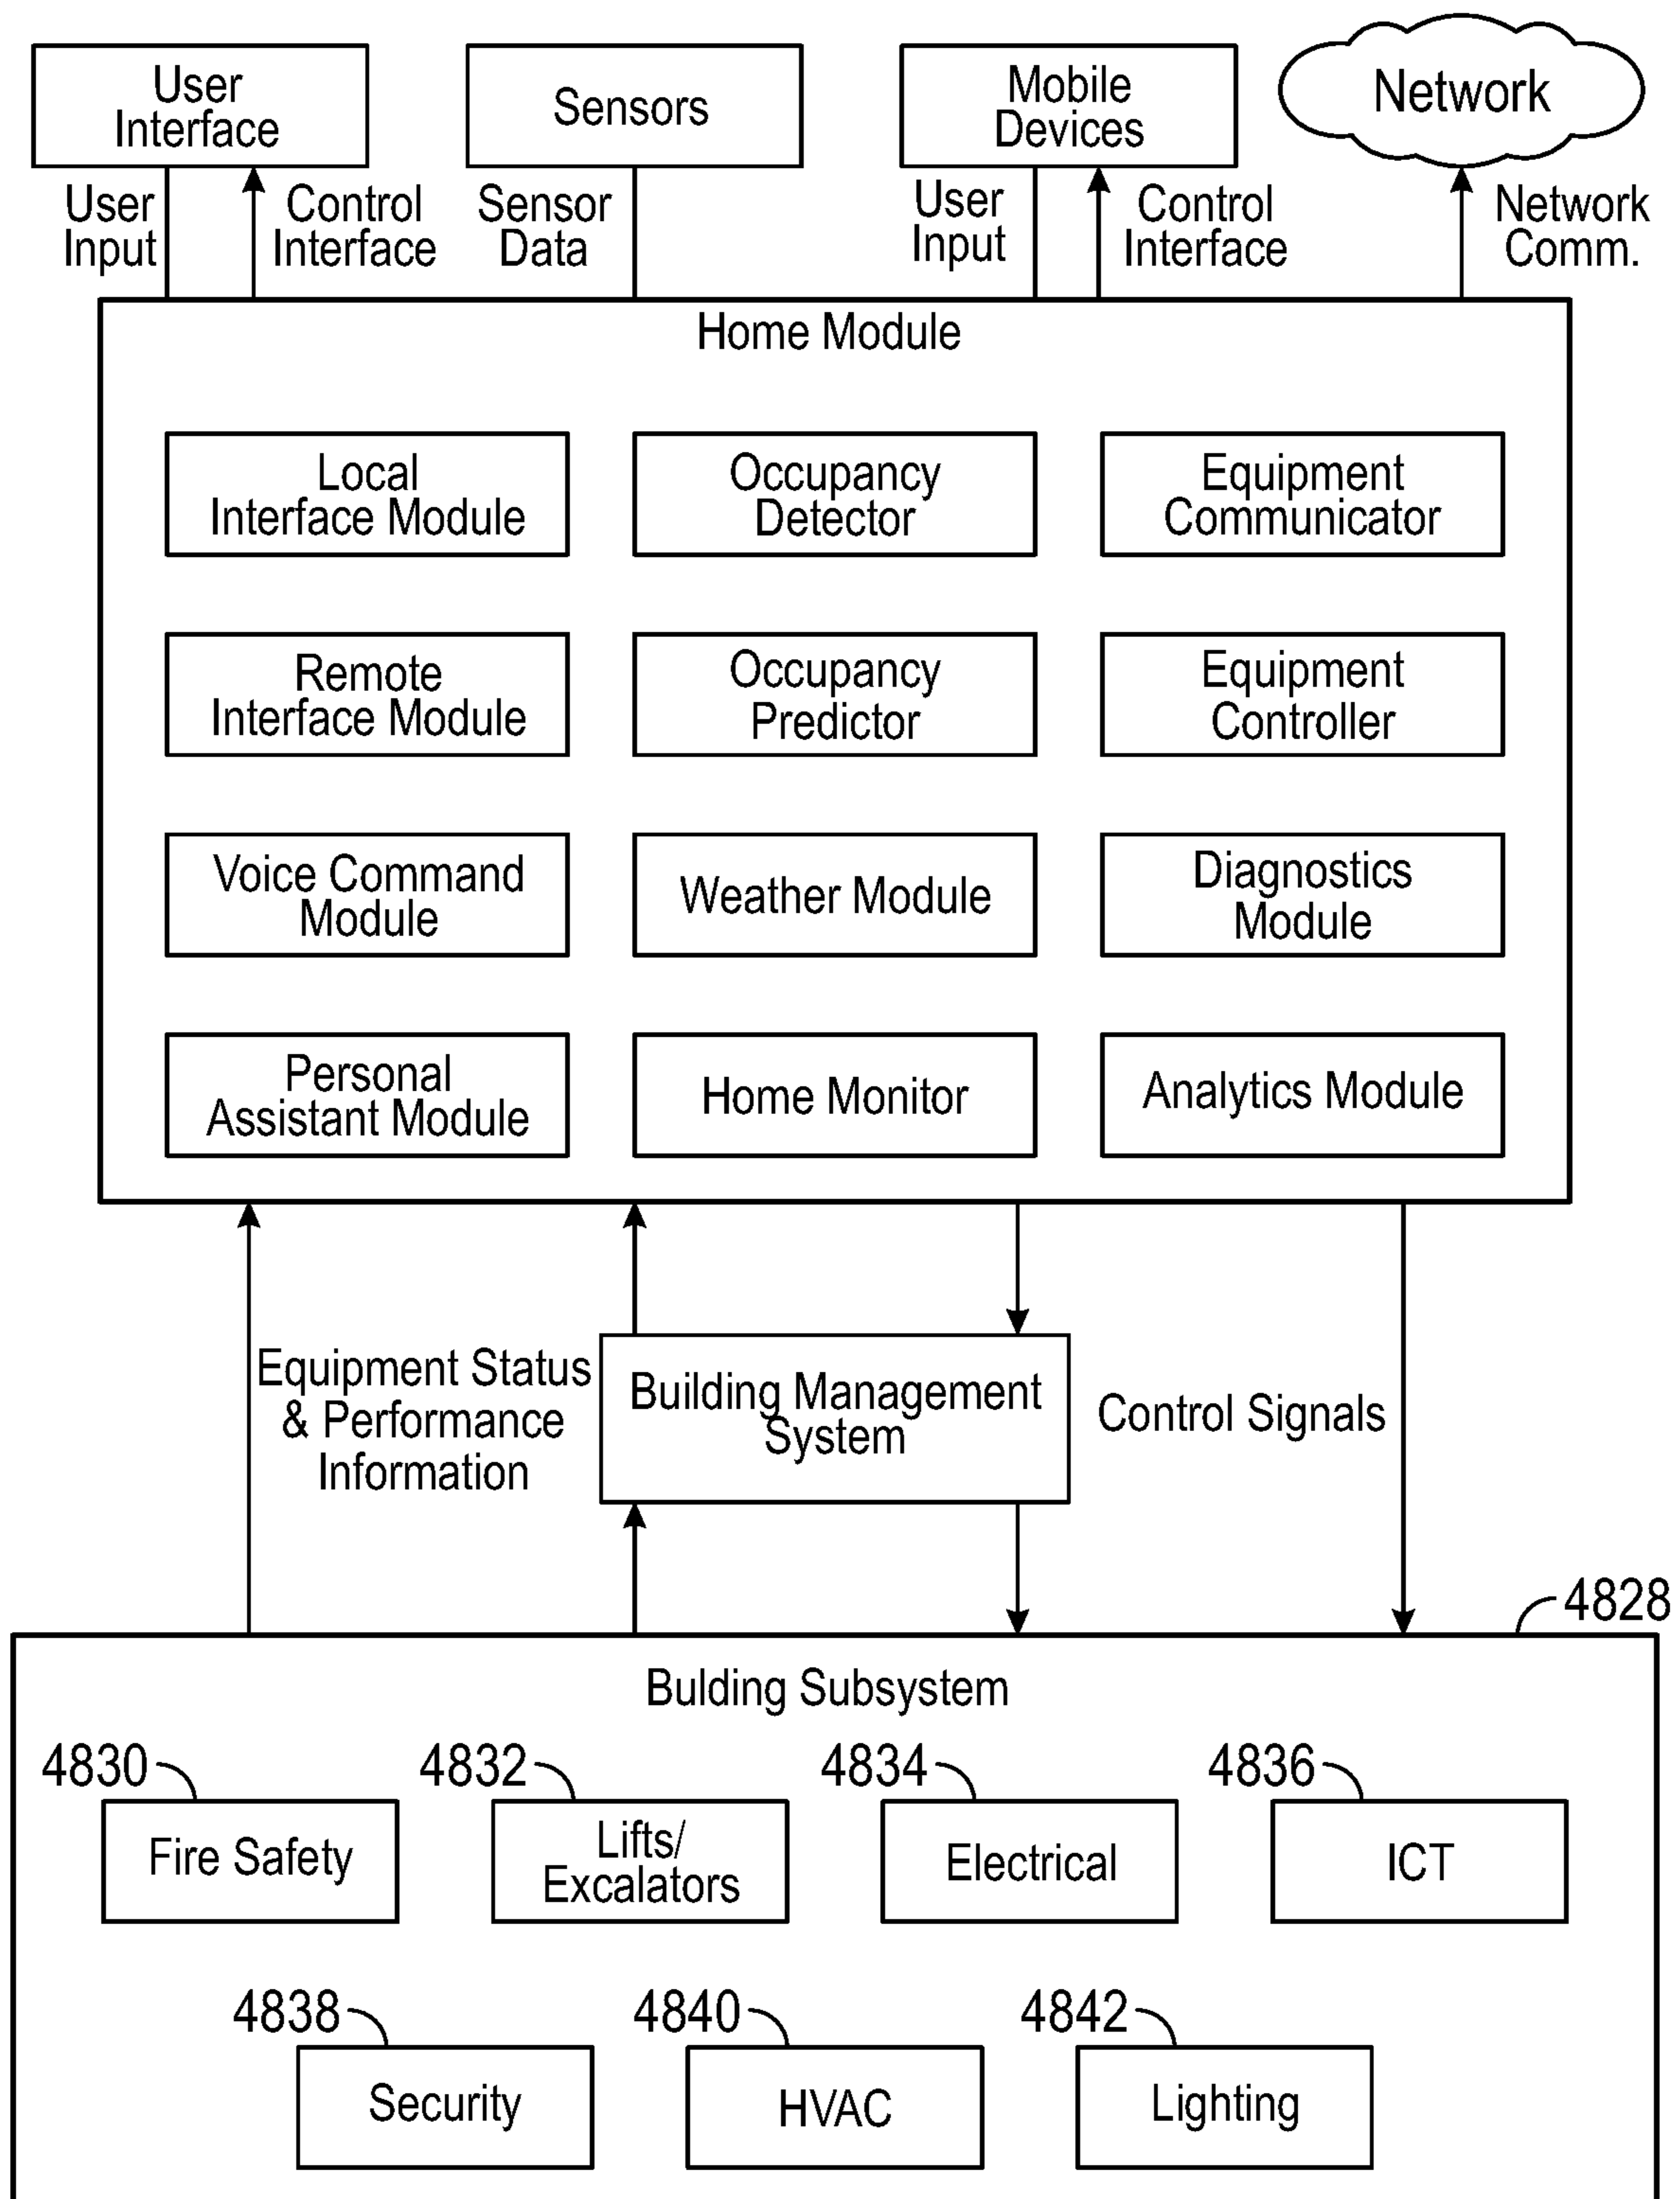 User
Interface
Sensors
Mobile
Devices
Network
User
Input
Control
Interface
Sensor
Data
User
Input
Control
Interface
Network
Comm.
Home Module
Local
Interface Module
Occupancy
Detector
Equipment
Communicator
Remote
Interface Module
Occupancy
Predictor
Equipment
Controller
Voice Command
Module
Weather Module
Diagnostics
Module
Personal
Assistant Module
Home Monitor
Analytics Module
Equipment Status
& Performance
Information
Building Management
System
Control Signals
4828
Bulding Subsystem
4830
4832
4834
4836
Fire Safety
Lifts/
Excalators
Electrical
ICT
4838
4840
4842
Security
HVAC
Lighting